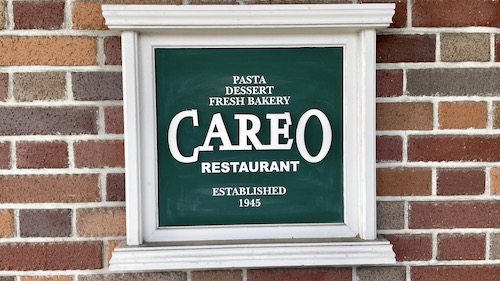 PASTA
DESSERT
FRESH BAKERY
CAREO
RESTAURANT
ESTABLISHED
1945